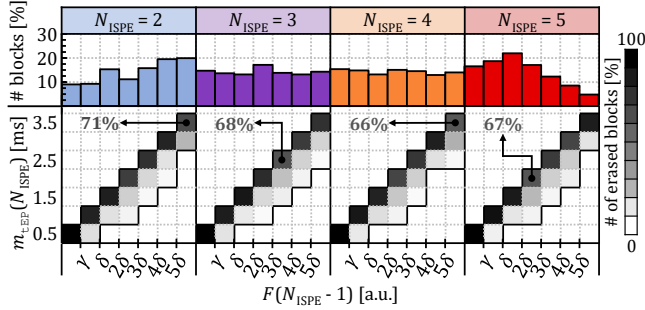 N_ISPE = 2 N_ISPE = 3 N_ISPE = 4 N_ISPE = 5
# blocks [%]
30
20
10
100
# of erased blocks [%]
0
m_tEP(N_ISPE) [ms]
3.5
2.5
1.5
0.5
71% 68% 66% 67%
γ δ 2δ 3δ 4δ 5δ γ δ 2δ 3δ 4δ 5δ γ δ 2δ 3δ 4δ 5δ γ δ 2δ 3δ 4δ 5δ
F(N_ISPE - 1) [a.u.]